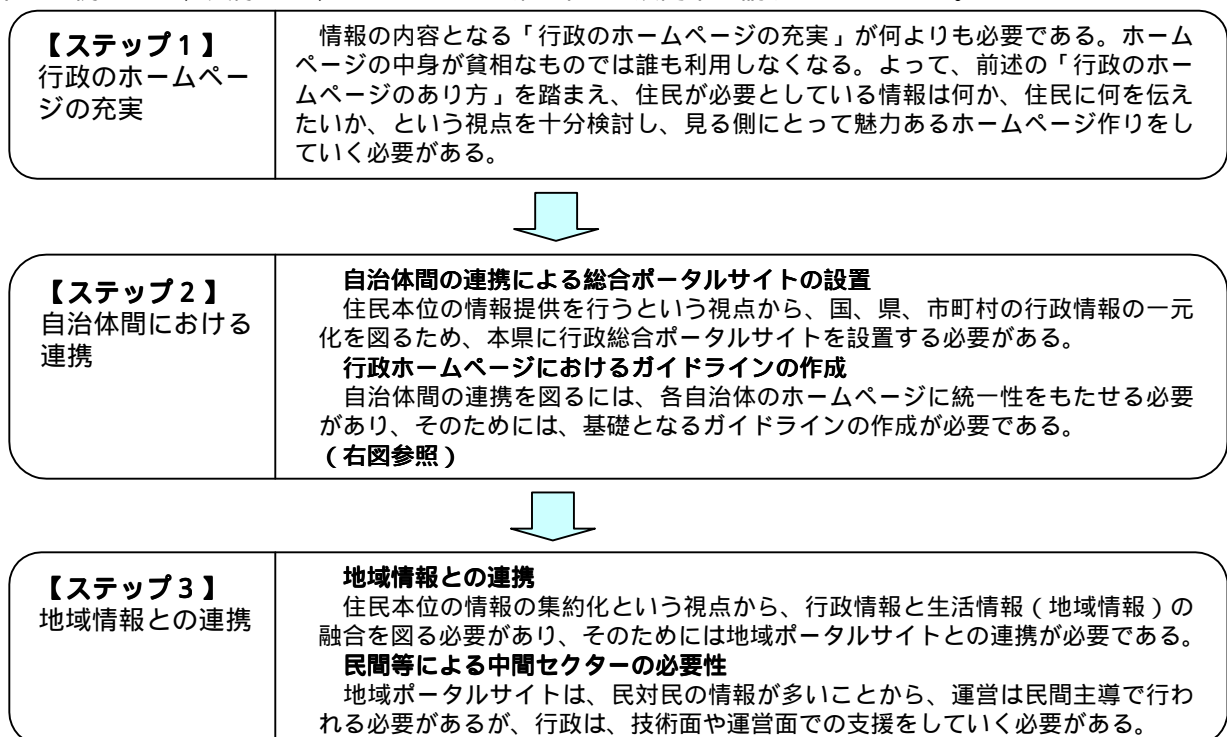 【ステップ１】
行政のホームペー
ジの充実
情報の内容となる「行政のホームページの充実」が何よりも必要である。ホーム
ページの中身が貧相なものでは誰も利用しなくなる。よって、前述の「行政のホー
ムページのあり方」を踏まえ、住民が必要としている情報は何か、住民に何を伝え
たいか、という視点を十分検討し、見る側にとって魅力あるホームページ作りをし
ていく必要がある。
【ステップ２】
自治体間における
連携
自治体間の連携による総合ポータルサイトの設置
住民本位の情報提供を行うという視点から、国、県、市町村の行政情報の一元
化を図るため、本県に行政総合ポータルサイトを設置する必要がある。
行政ホームページにおけるガイドラインの作成
自治体間の連携を図るには、各自治体のホームページに統一性をもたせる必要
があり、そのためには、基礎となるガイドラインの作成が必要である。
（右図参照）
【ステップ３】
地域情報との連携
地域情報との連携
住民本位の情報の集約化という視点から、行政情報と生活情報（地域情報）の
融合を図る必要があり、そのためには地域ポータルサイトとの連携が必要である。
民間等による中間セクターの必要性
地域ポータルサイトは、民対民の情報が多いことから、運営は民間主導で行わ
れる必要があるが、行政は、技術面や運営面での支援をしていく必要がある。